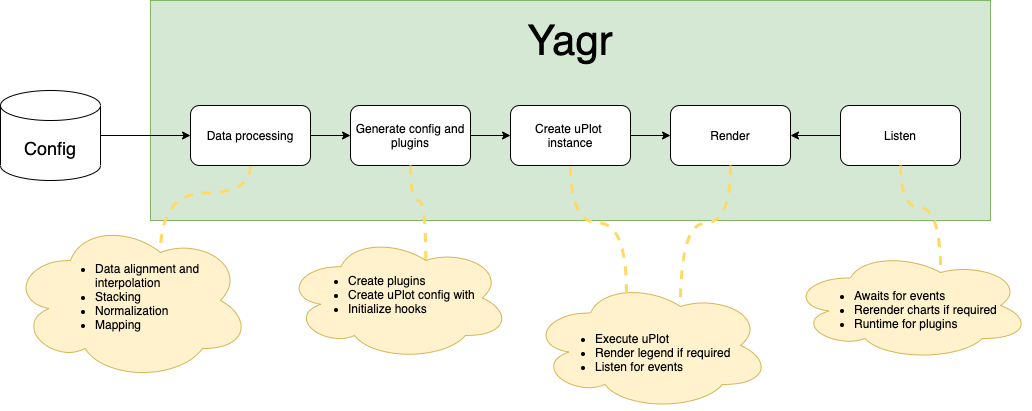 Yagr
Config
Data processing
Generate config and
plugins
Create uPlot
instance
Render
Listen
• Data alignment and
interpolation
• Stacking
• Normalization
• Mapping
• Create plugins
• Create uPlot config with
• Initialize hooks
• Execute uPlot
• Render legend if required
• Listen for events
• Awaits for events
• Rerender charts if required
• Runtime for plugins